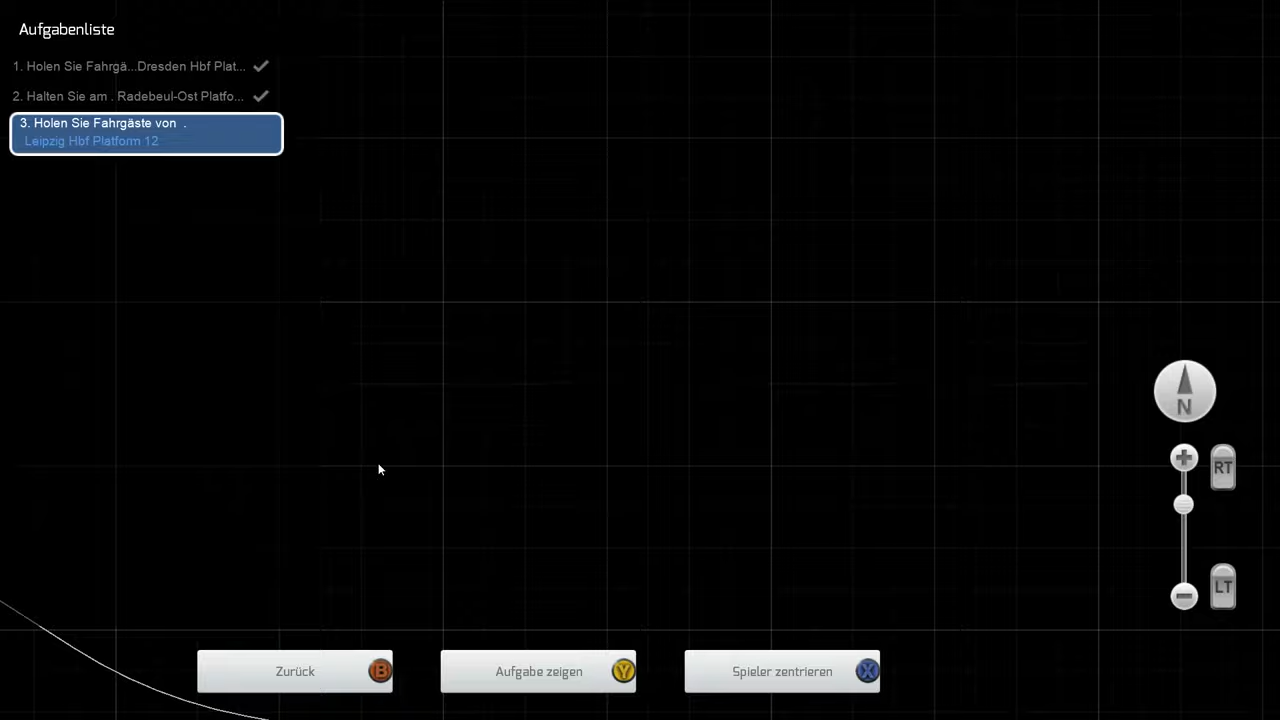 Aufgabenliste
1. Holen Sie Fahrgä...Dresden Hbf Plat...
2. Halten Sie am . Radebeul-Ost Platfo...
3. Holen Sie Fahrgäste von .
Leipzig Hbf Platform 12
N
RT
LT
Zurück B
Aufgabe zeigen Y
Spieler zentrieren X